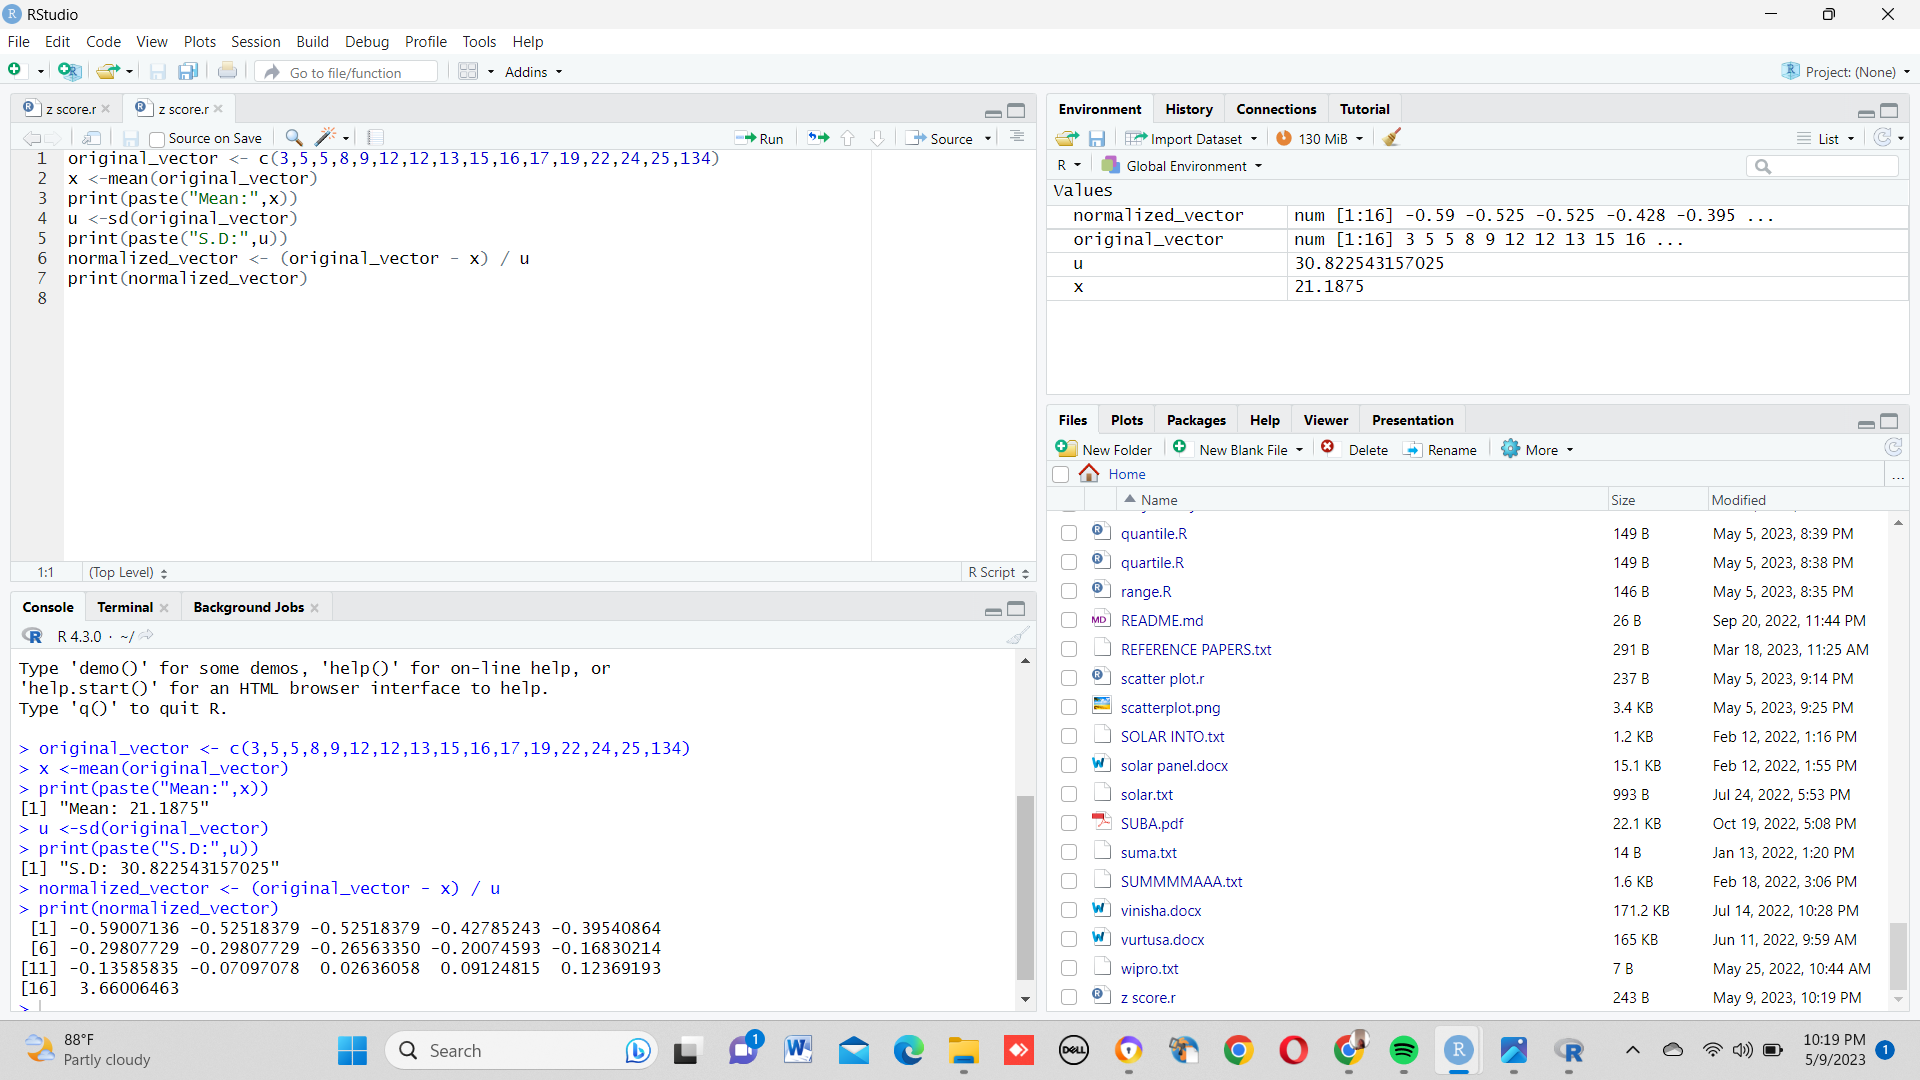 RStudio
File Edit Code View Plots Session Build Debug Profile Tools Help
Go to file/function Addins Project: (None)
z score.r z score.r
Source on Save Run Source
1 original_vector <- c(3,5,5,8,9,12,12,13,15,16,17,19,22,24,25,134)
2 x <-mean(original_vector)
3 print(paste("Mean:",x))
4 u <-sd(original_vector)
5 print(paste("S.D:",u))
6 normalized_vector <- (original_vector - x) / u
7 print(normalized_vector)
8
1:1 (Top Level) R Script
Console Terminal Background Jobs
R 4.3.0 · ~/
Type 'demo()' for some demos, 'help()' for on-line help, or
'help.start()' for an HTML browser interface to help.
Type 'q()' to quit R.
> original_vector <- c(3,5,5,8,9,12,12,13,15,16,17,19,22,24,25,134)
> x <-mean(original_vector)
> print(paste("Mean:",x))
[1] "Mean: 21.1875"
> u <-sd(original_vector)
> print(paste("S.D:",u))
[1] "S.D: 30.822543157025"
> normalized_vector <- (original_vector - x) / u
> print(normalized_vector)
[1] -0.59007136 -0.52518379 -0.52518379 -0.42785243 -0.39540864
[6] -0.29807729 -0.29807729 -0.26563350 -0.20074593 -0.16830214
[11] -0.13585835 -0.07097078 0.02636058 0.09124815 0.12369193
[16] 3.66006463
>
Environment History Connections Tutorial
Import Dataset 130 MiB List
R Global Environment
Values
normalized_vector num [1:16] -0.59 -0.525 -0.525 -0.428 -0.395 ...
original_vector num [1:16] 3 5 5 8 9 12 12 13 15 16 ...
u 30.822543157025
x 21.1875
Files Plots Packages Help Viewer Presentation
New Folder New Blank File Delete Rename More
Home ...
Name Size Modified
quantile.R 149 B May 5, 2023, 8:39 PM
quartile.R 149 B May 5, 2023, 8:38 PM
range.R 146 B May 5, 2023, 8:35 PM
MD README.md 26 B Sep 20, 2022, 11:44 PM
REFERENCE PAPERS.txt 291 B Mar 18, 2023, 11:25 AM
scatter plot.r 237 B May 5, 2023, 9:14 PM
scatterplot.png 3.4 KB May 5, 2023, 9:25 PM
SOLAR INTO.txt 1.2 KB Feb 12, 2022, 1:16 PM
solar panel.docx 15.1 KB Feb 12, 2022, 1:55 PM
solar.txt 993 B Jul 24, 2022, 5:53 PM
SUBA.pdf 22.1 KB Oct 19, 2022, 5:08 PM
suma.txt 14 B Jan 13, 2022, 1:20 PM
SUMMMMAAA.txt 1.6 KB Feb 18, 2022, 3:06 PM
vinisha.docx 171.2 KB Jul 14, 2022, 10:28 PM
vurtusa.docx 165 KB Jun 11, 2022, 9:59 AM
wipro.txt 7 B May 25, 2022, 10:44 AM
z score.r 243 B May 9, 2023, 10:19 PM
88°F
Partly cloudy
Search
1
DELL
10:19 PM
5/9/2023
1